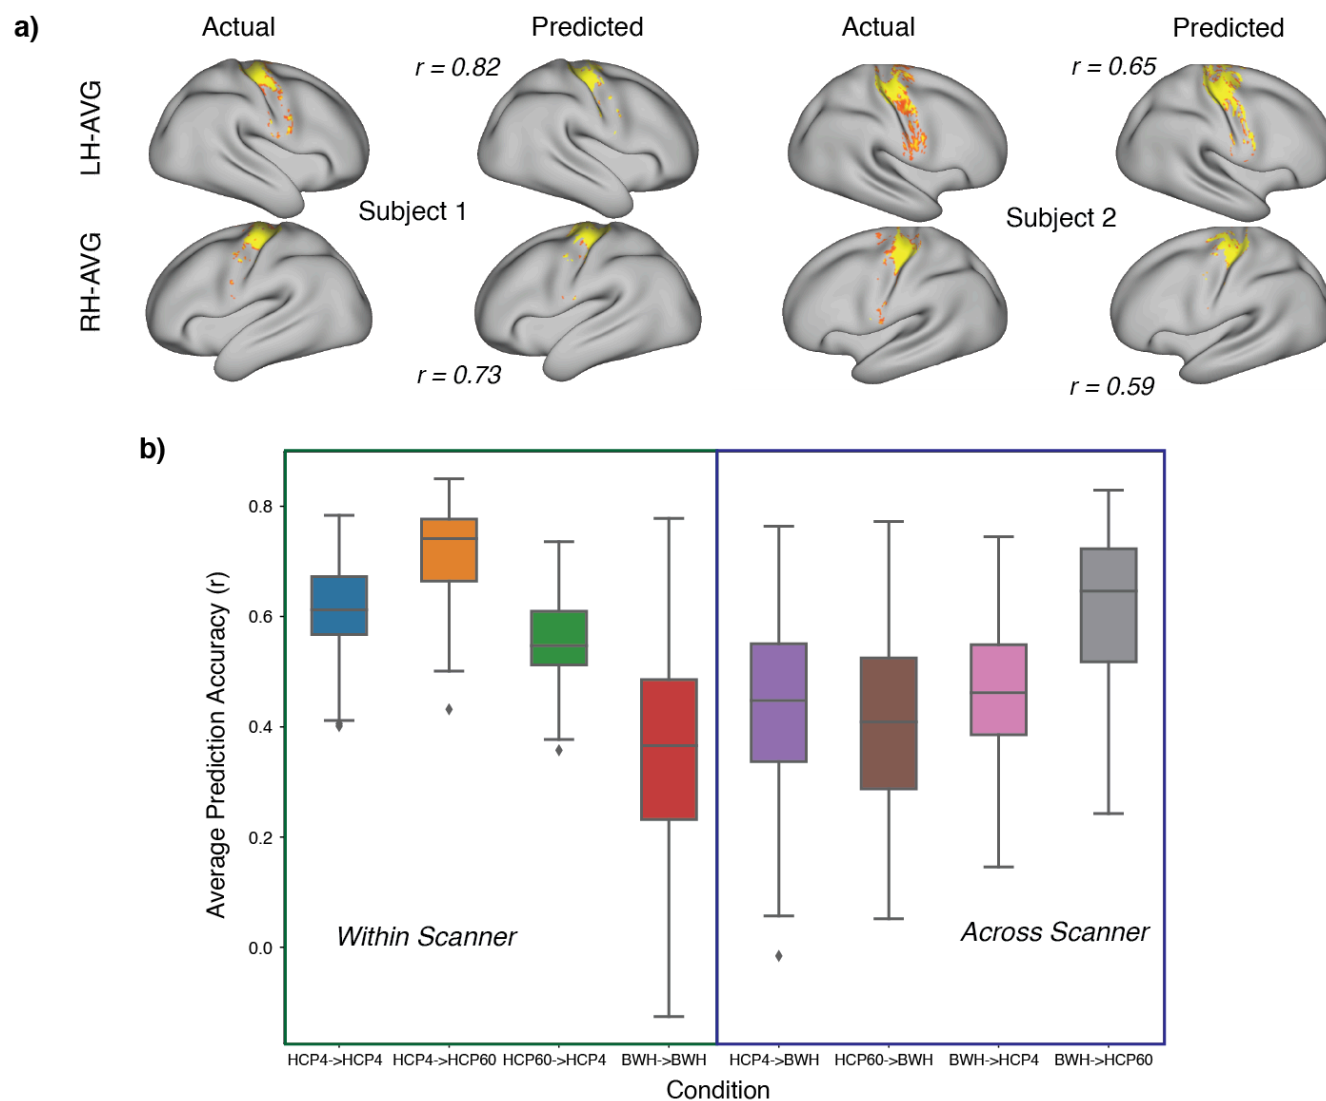 a)
Actual Predicted Actual Predicted
r = 0.82 r = 0.65
LH-AVG
Subject 1 Subject 2
RH-AVG
r = 0.73 r = 0.59
b)
Average Prediction Accuracy (r)
0.8
0.6
0.4
0.2
0.0
Within Scanner Across Scanner
HCP4->HCP4 HCP4->HCP60 HCP60->HCP4 BWH->BWH HCP4->BWH HCP60->BWH BWH->HCP4 BWH->HCP60
Condition